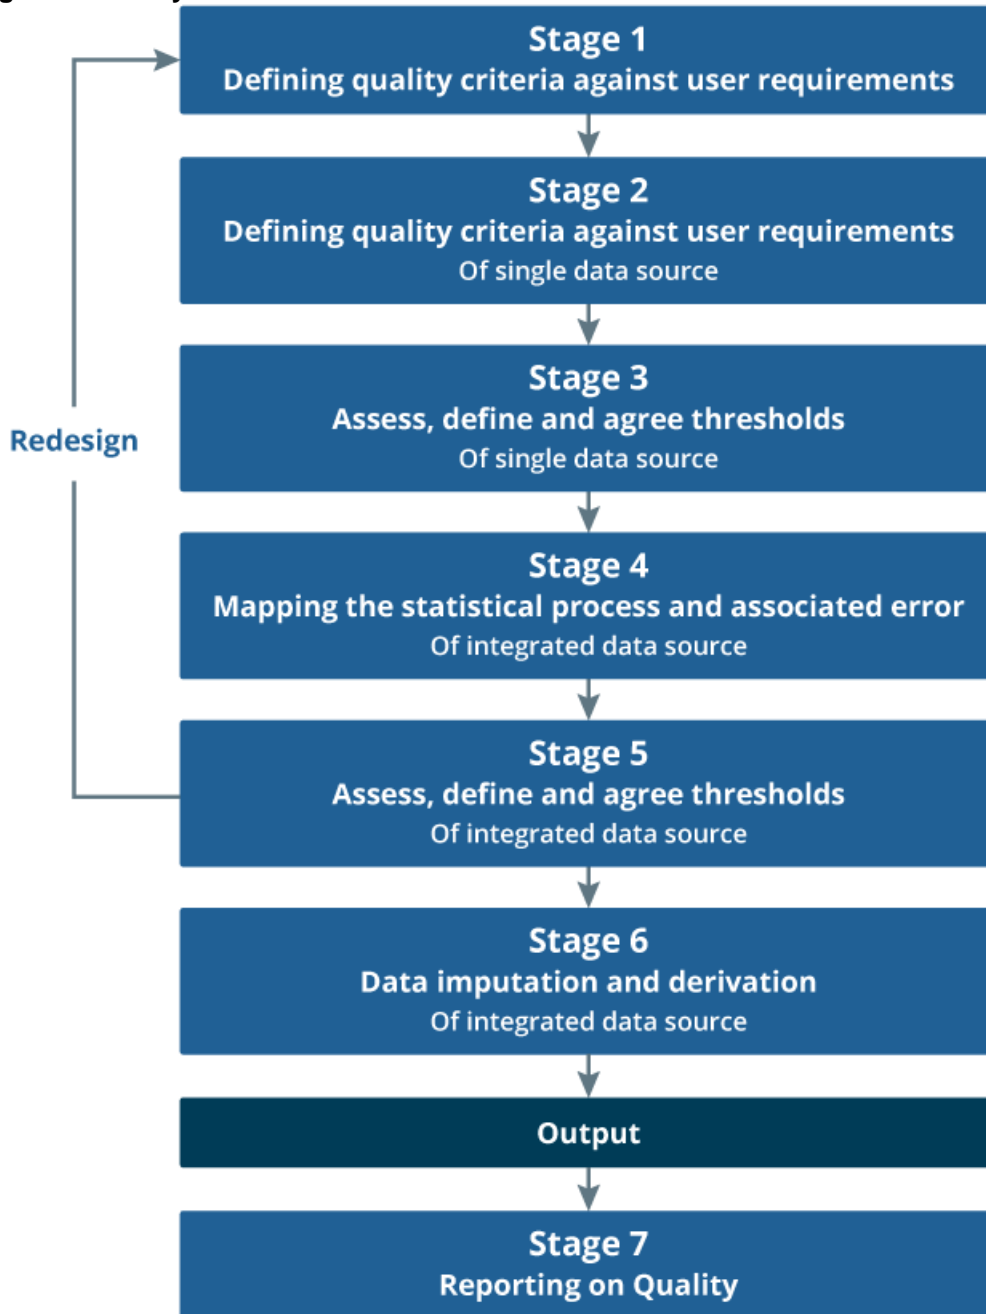 Stage 1
Defining quality criteria against user requirements
Stage 2
Defining quality criteria against user requirements
Of single data source
Stage 3
Assess, define and agree thresholds
Of single data source
Redesign
Stage 4
Mapping the statistical process and associated error
Of integrated data source
Stage 5
Assess, define and agree thresholds
Of integrated data source
Stage 6
Data imputation and derivation
Of integrated data source
Output
Stage 7
Reporting on Quality